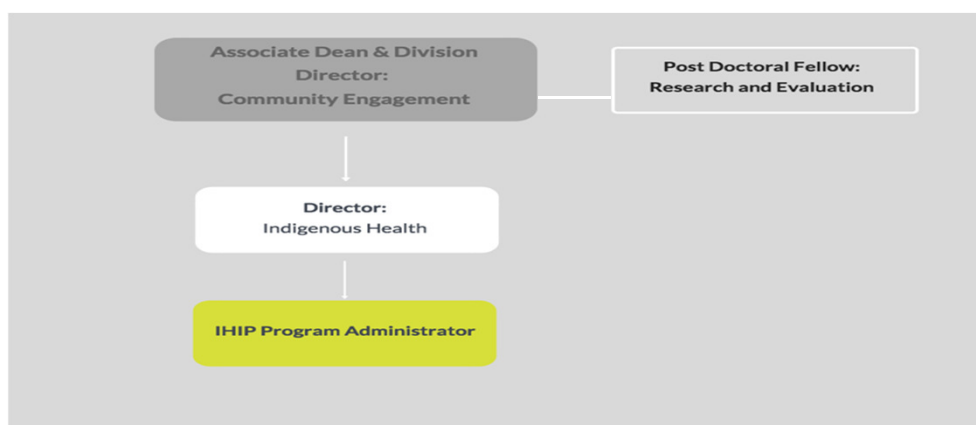 Associate Dean & Division
Director:
Community Engagement
Post Doctoral Fellow:
Research and Evaluation
Director:
Indigenous Health
IHIP Program Administrator